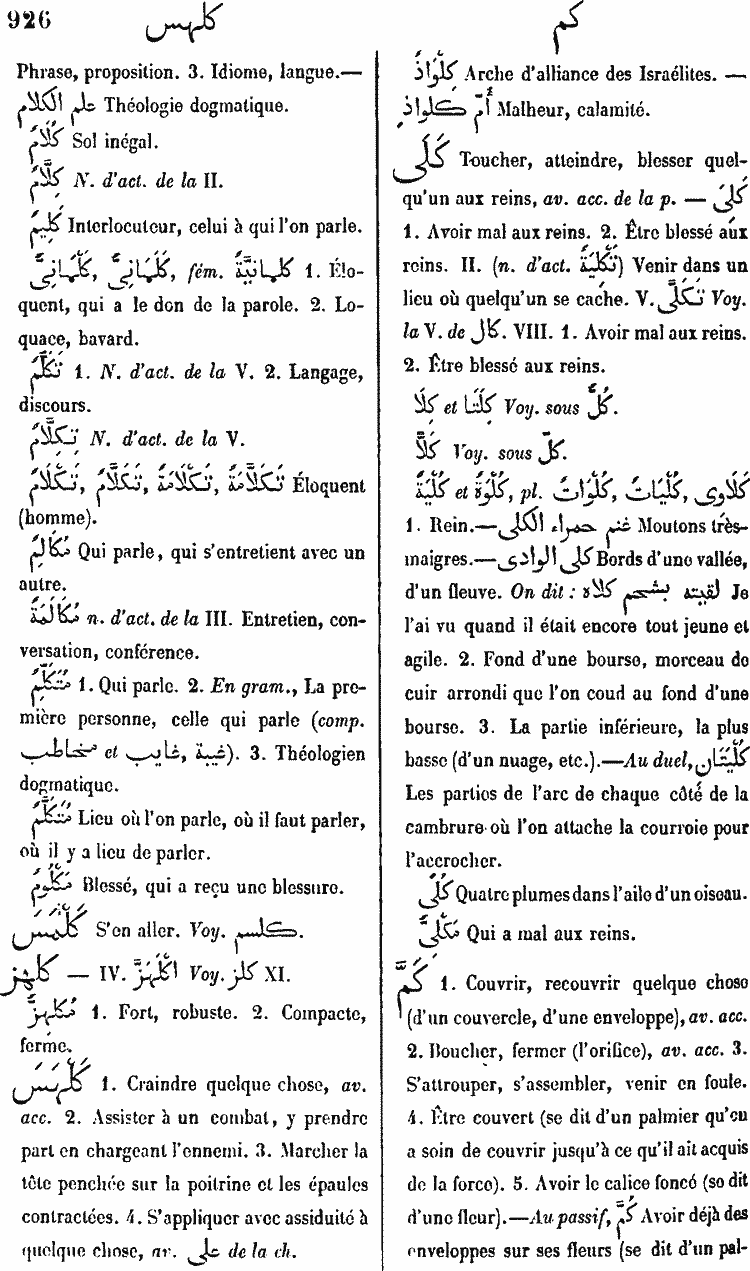 926 كلهس كم
Phrase, proposition. 3. Idiome, langue.—
علم الكلام Théologie dogmatique.
كُلَامٌ Sol inégal.
كِلَّامٌ N. d'act. de la II.
كَلِيمٌ Interlocuteur, celui à qui l'on parle.
كَلْمَانِىٌّ, كَلَّمَانِىٌّ, fém. كلمانيَّةٌ 1. Élo-
quent, qui a le don de la parole. 2. Lo-
quace, bavard.
تَكَلُّمٌ 1. N. d'act. de la V. 2. Langage,
discours.
تِكِلَّامٌ N. d'act. de la V.
تِكْلَامٌ, تِكِلَّامٌ, تِكْلَامَةٌ, تِكِلَّامَةٌ Éloquent
(homme).
مُكَالِمٌ Qui parle, qui s'entretient avec un
autre.
مُكَالَمَةٌ n. d'act. de la III. Entretien, con-
versation, conférence.
مُتَكَلِّمٌ 1. Qui parle. 2. En gram., La pre-
mière personne, celle qui parle (comp.
مخاطب et غايب, غيبة). 3. Théologien
dogmatique.
مُتَكَلَّمٌ Lieu où l'on parle, où il faut parler,
où il y a lieu de parler.
مَكْلُومٌ Blessé, qui a reçu une blessure.
كَلْمَسَ S'en aller. Voy. كلسم.
كلهز — IV. اكْلَهَزَّ Voy. كلز XI.
مُكْلَهِزٌّ 1. Fort, robuste. 2. Compacte,
ferme.
كَلْهَسَ 1. Craindre quelque chose, av.
acc. 2. Assister à un combat, y prendre
part en chargeant l'ennemi. 3. Marcher la
tête penchée sur la poitrine et les épaules
contractées. 4. S'appliquer avec assiduité à
quelque chose, av. على de la ch.
كِلْوَاذٌ Arche d'alliance des Israélites. —
أُمّ كلواذٍ Malheur, calamité.
كَلَى Toucher, atteindre, blesser quel-
qu'un aux reins, av. acc. de la p. — كَلِىَ
1. Avoir mal aux reins. 2. Être blessé aux
reins. II. (n. d'act. تَكْلِيَةٌ) Venir dans un
lieu où quelqu'un se cache. V. تكلَّى Voy.
la V. de كال. VIII. 1. Avoir mal aux reins.
2. Être blessé aux reins.
كِلَا et كِلْتَا Voy. sous كُلٌّ.
كَلَّا Voy. sous كلّ.
كُلْيَةٌ et كُلْوَةٌ, pl. كُلْوَاتٌ, كُلْيَاتٌ, كَلَاوِى
1. Rein.—غنم حمراء الكلى Moutons très-
maigres.—كلى الوادى Bords d'une vallée,
d'un fleuve. On dit : لقيته بشحم كلاه Je
l'ai vu quand il était encore tout jeune et
agile. 2. Fond d'une bourse, morceau de
cuir arrondi que l'on coud au fond d'une
bourse. 3. La partie inférieure, la plus
basse (d'un nuage, etc.).—Au duel, كُلْيَتَان
Les parties de l'arc de chaque côté de la
cambrure où l'on attache la courroie pour
l'accrocher.
كُلًى Quatre plumes dans l'aile d'un oiseau.
مَكْلِىٌّ Qui a mal aux reins.
كَمَّ 1. Couvrir, recouvrir quelque chose
(d'un couvercle, d'une enveloppe), av. acc.
2. Boucher, fermer (l'orifice), av. acc. 3.
S'attrouper, s'assembler, venir en foule.
4. Être couvert (se dit d'un palmier qu'on
a soin de couvrir jusqu'à ce qu'il ait acquis
de la force). 5. Avoir le calice foncé (se dit
d'une fleur).—Au passif, كُمَّ Avoir déjà des
enveloppes sur ses fleurs (se dit d'un pal-